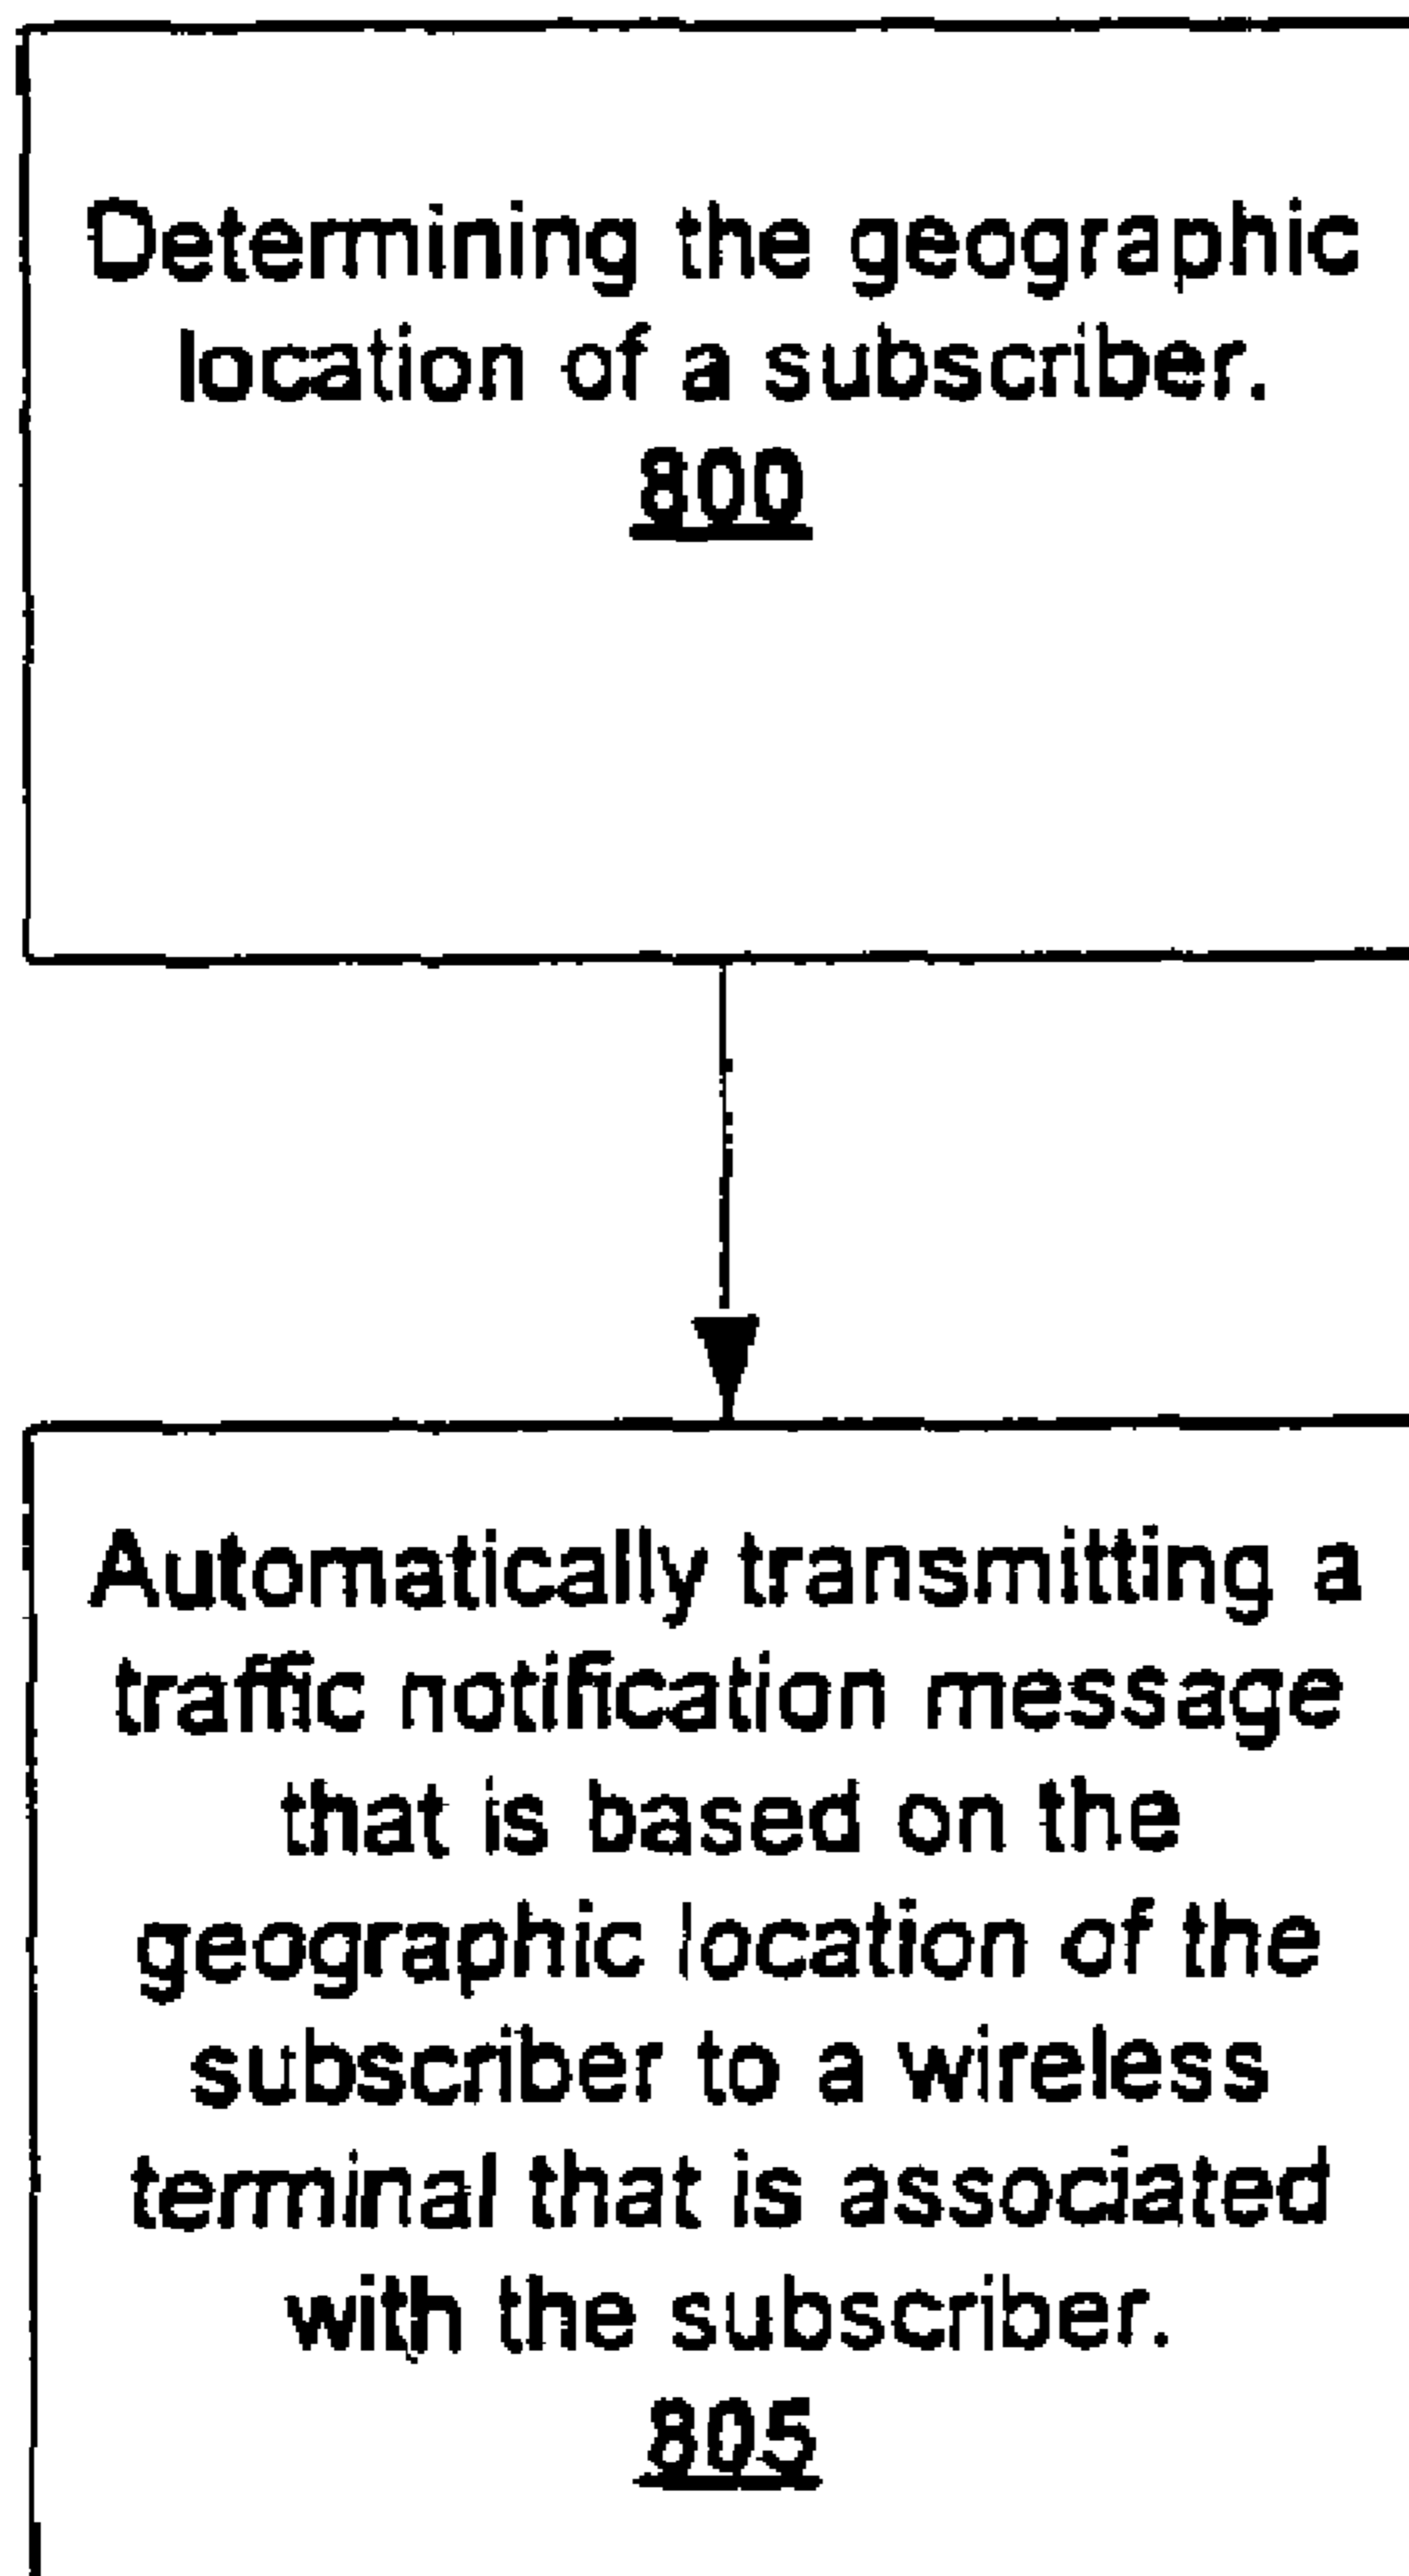 Determining the geographic
location of a subscriber.
800
Automatically transmitting a
traffic notification message
that is based on the
geographic location of the
subscriber to a wireless
terminal that is associated
with the subscriber.
805